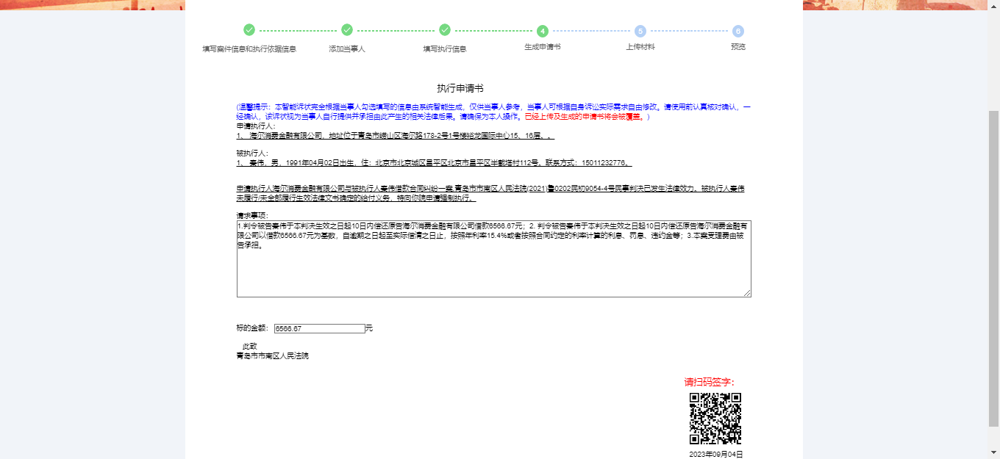 4 5 6
填写案件信息和执行依据信息 添加当事人 填写执行信息 生成申请书 上传材料 预览
执行申请书
(温馨提示：本智能诉状完全根据当事人勾选填写的信息由系统智能生成，仅供当事人参考，当事人可根据自身诉讼实际需求自由修改。请使用前认真核对确认，一
经确认，该诉状视为当事人自行提供并承担由此产生的相关法律后果。请确保为本人操作。已经上传及生成的申请书将会被覆盖。)
申请执行人：
1、 海尔消费金融有限公司，地址位于青岛市崂山区海尔路178-2号1号楼裕龙国际中心15、16层。。
被执行人：
1、 秦伟，男，1991年04月02日出生，住：北京市北京城区昌平区北京市昌平区半截塔村112号。联系方式：15011232776。
申请执行人海尔消费金融有限公司与被执行人秦伟借款合同纠纷一案,青岛市市南区人民法院(2021)鲁0202民初9054-4号民事判决已发生法律效力。被执行人秦伟
未履行/未全部履行生效法律文书确定的给付义务，特向你院申请强制执行。
请求事项：
1.判令被告秦伟于本判决生效之日起10日内偿还原告海尔消费金融有限公司借款6566.67元；2. 判令被告秦伟于本判决生效之日起10日内偿还原告海尔消费金融有
限公司以借款6566.67元为基数，自逾期之日起至实际偿清之日止，按照年利率15.4%或者按照合同约定的利率计算的利息、罚息、违约金等；3.本案受理费由被
告承担。
标的金额： 6566.67元
此致
青岛市市南区人民法院
请扫码签字：
2023年09月04日